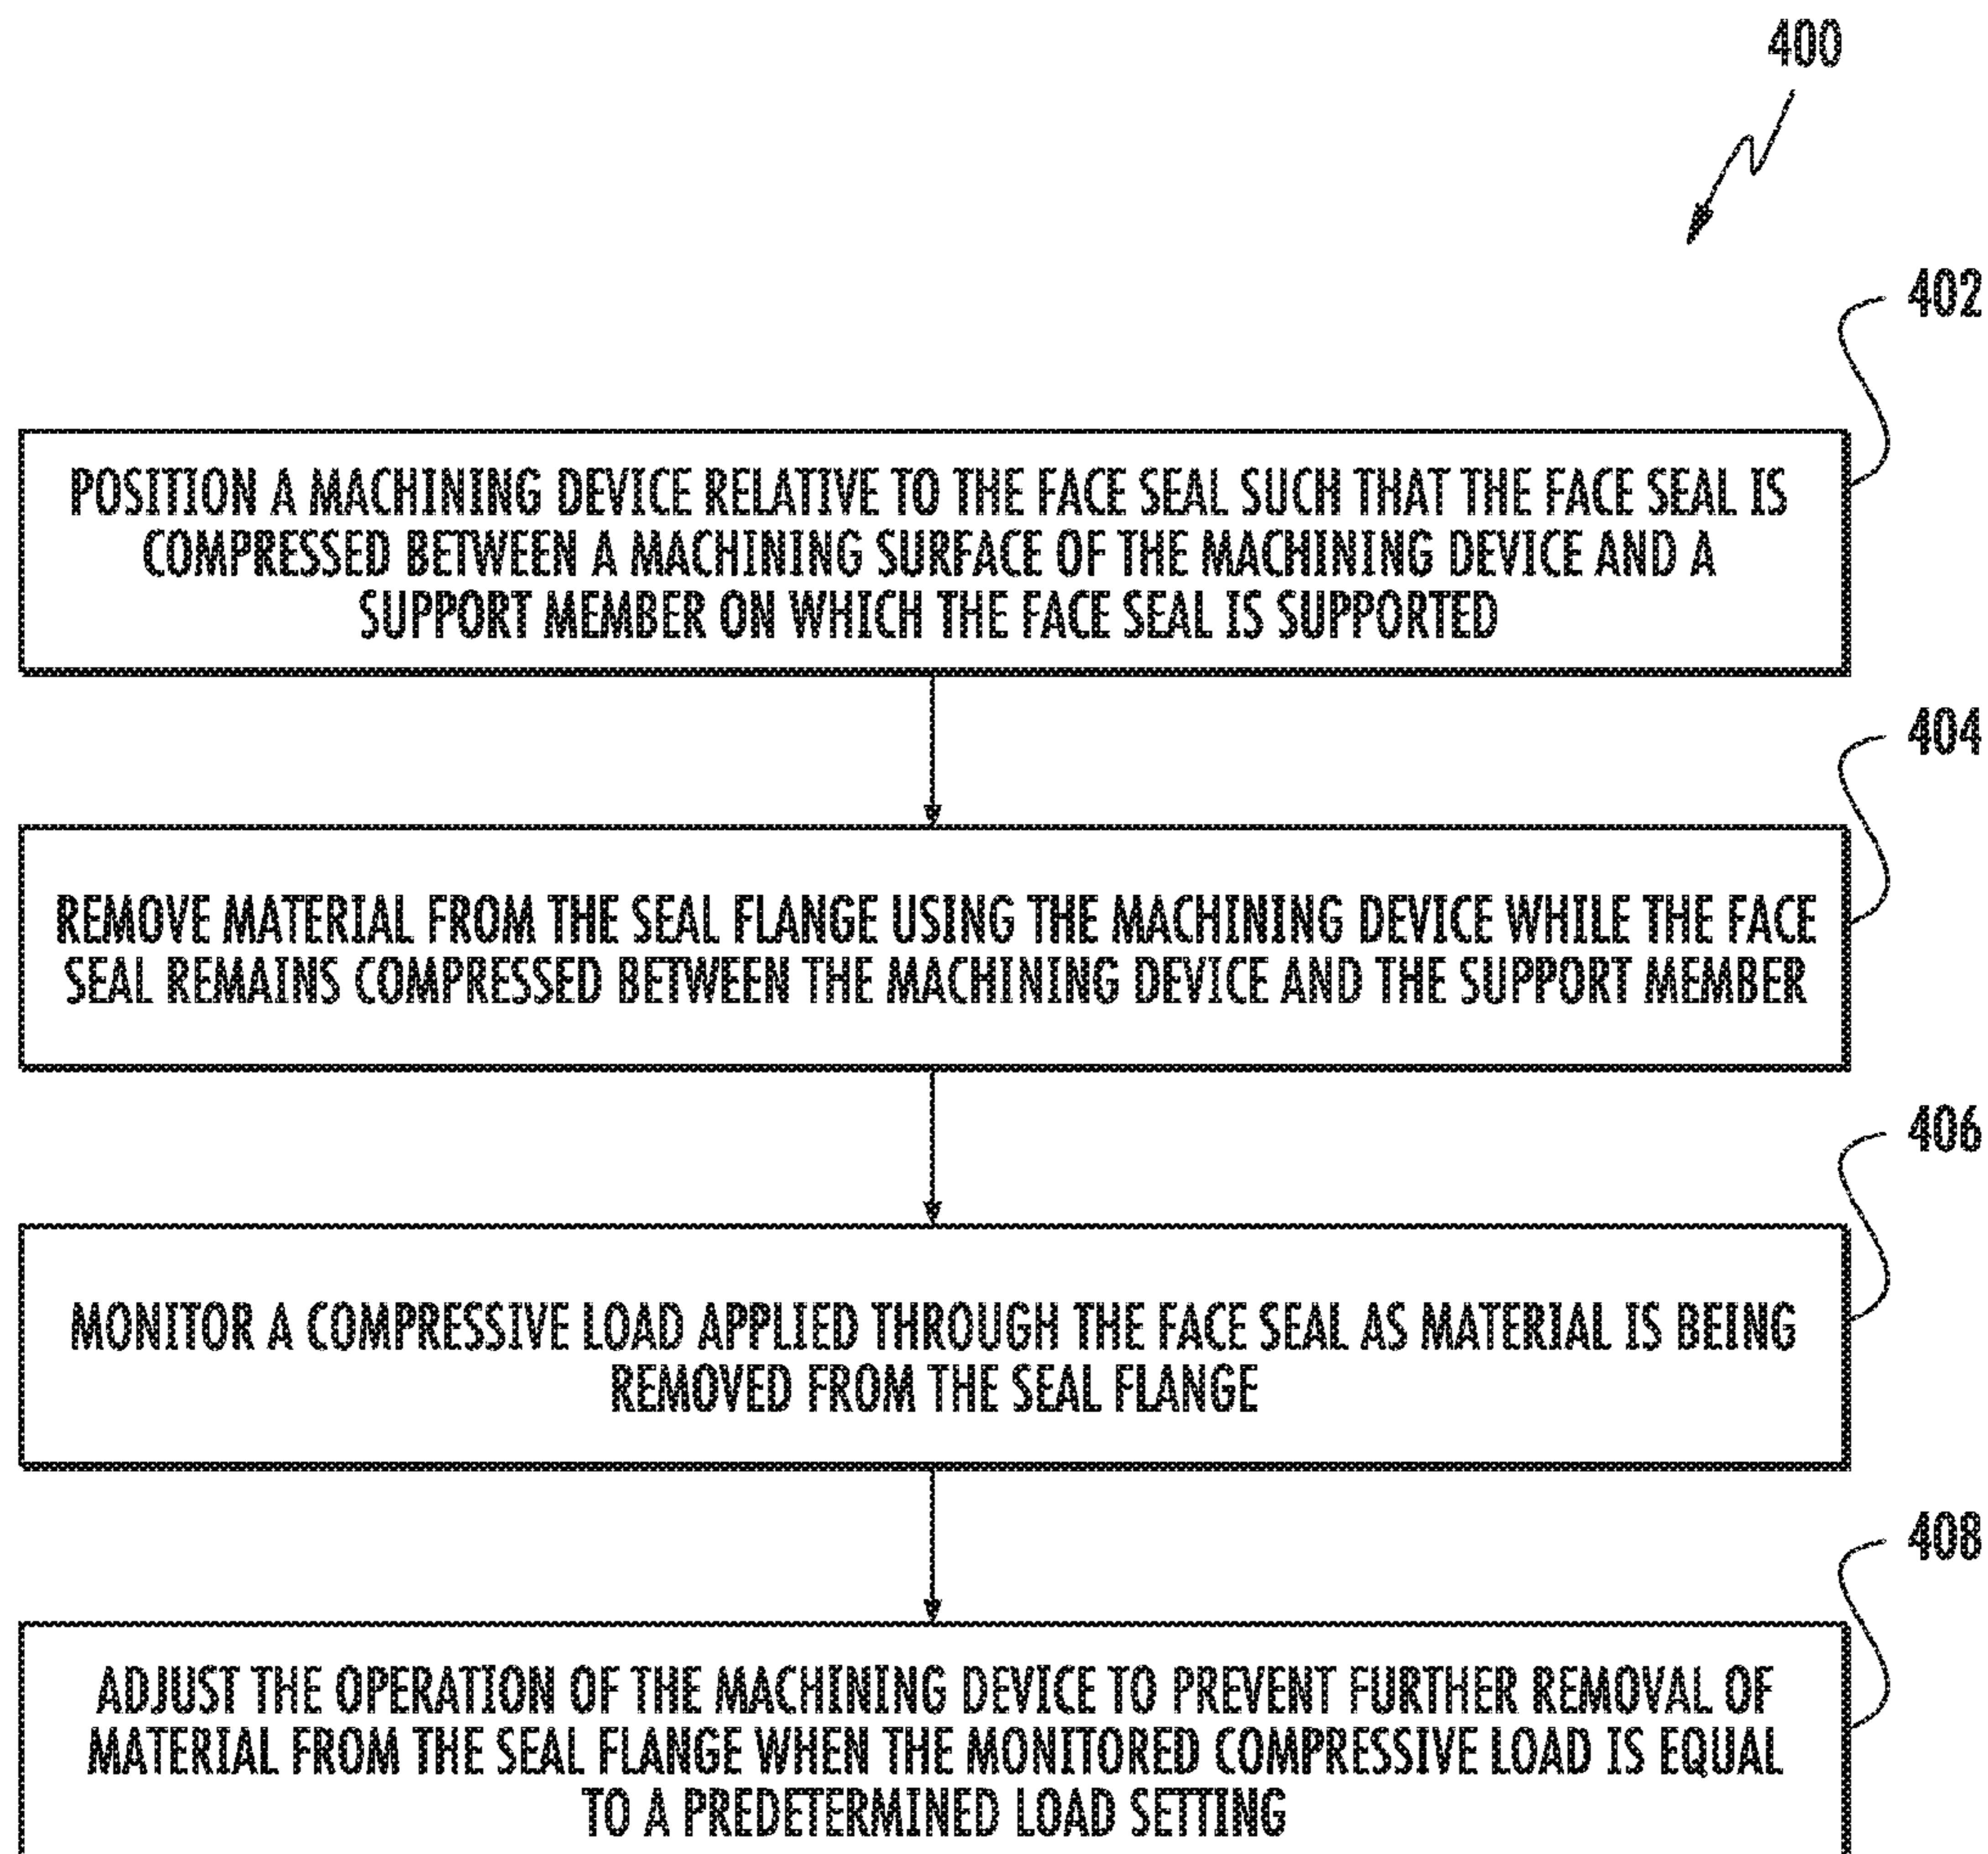 400
402
POSITION A MACHINING DEVICE RELATIVE TO THE FACE SEAL SUCH THAT THE FACE SEAL IS
COMPRESSED BETWEEN A MACHINING SURFACE OF THE MACHINING DEVICE AND A
SUPPORT MEMBER ON WHICH THE FACE SEAL IS SUPPORTED
404
REMOVE MATERIAL FROM THE SEAL FLANGE USING THE MACHINING DEVICE WHILE THE FACE
SEAL REMAINS COMPRESSED BETWEEN THE MACHINING DEVICE AND THE SUPPORT MEMBER
406
MONITOR A COMPRESSIVE LOAD APPLIED THROUGH THE FACE SEAL AS MATERIAL IS BEING
REMOVED FROM THE SEAL FLANGE
408
ADJUST THE OPERATION OF THE MACHINING DEVICE TO PREVENT FURTHER REMOVAL OF
MATERIAL FROM THE SEAL FLANGE WHEN THE MONITORED COMPRESSIVE LOAD IS EQUAL
TO A PREDETERMINED LOAD SETTING